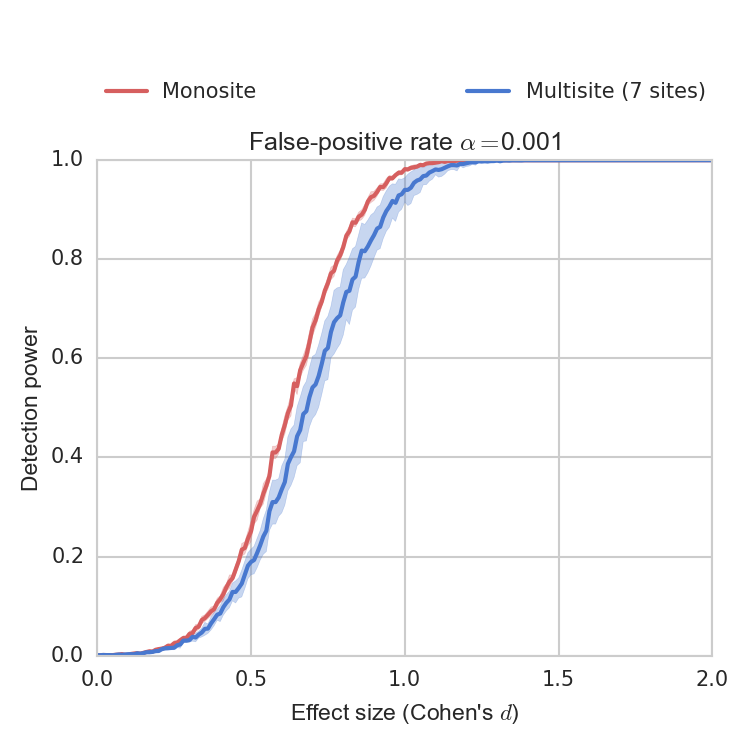 Monosite
Multisite (7 sites)
False-positive rate α=0.001
1.0
0.8
0.6
0.4
0.2
0.0
Detection power
0.0 0.5 1.0 1.5 2.0
Effect size (Cohen's d)